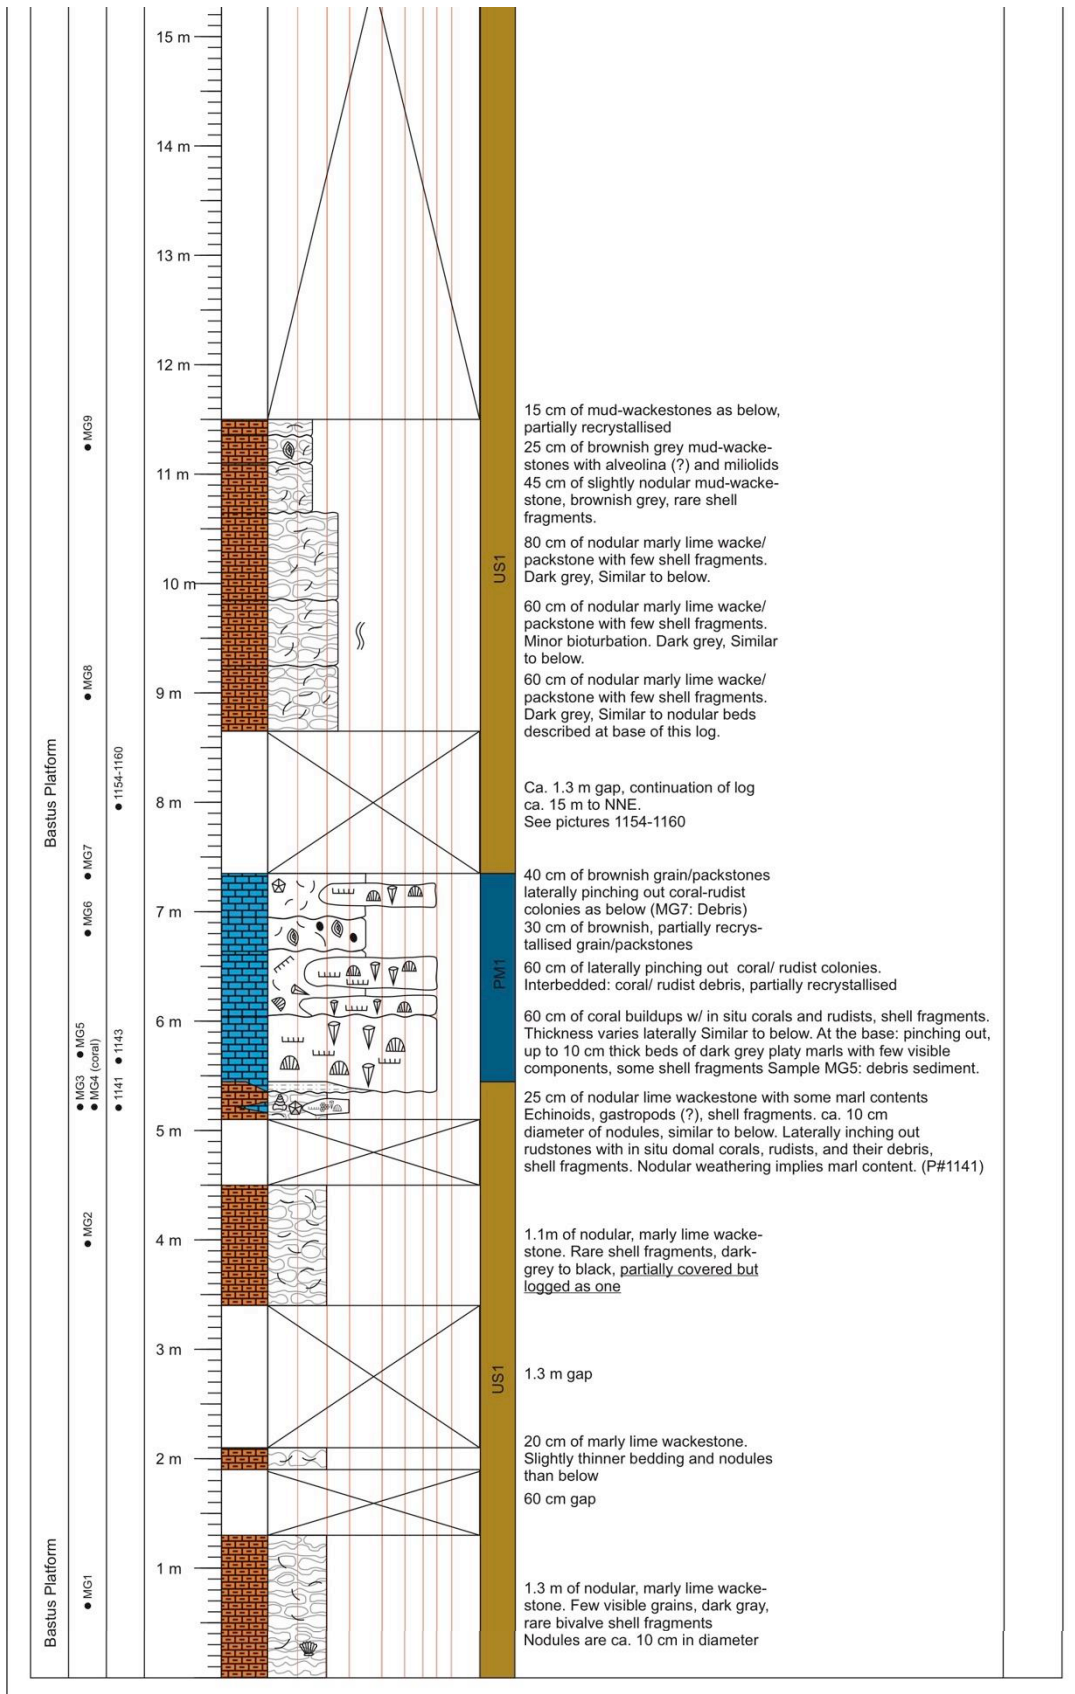 15 m
14 m
13 m
12 m
11 m
10 m
9 m
8 m
7 m
6 m
5 m
4 m
3 m
2 m
1 m
Bastus Platform
Bastus Platform
MG9
MG8
MG7
MG6
MG5
MG4 (coral)
MG3
MG2
MG1
1154-1160
1143
1141
US1
PM1
US1
15 cm of mud-wackestones as below,
partially recrystallised
25 cm of brownish grey mud-wacke-
stones with alveolina (?) and miliolids
45 cm of slightly nodular mud-wacke-
stone, brownish grey, rare shell
fragments.
80 cm of nodular marly lime wacke/
packstone with few shell fragments.
Dark grey, Similar to below.
60 cm of nodular marly lime wacke/
packstone with few shell fragments.
Minor bioturbation. Dark grey, Similar
to below.
60 cm of nodular marly lime wacke/
packstone with few shell fragments.
Dark grey, Similar to nodular beds
described at base of this log.
Ca. 1.3 m gap, continuation of log
ca. 15 m to NNE.
See pictures 1154-1160
40 cm of brownish grain/packstones
laterally pinching out coral-rudist
colonies as below (MG7: Debris)
30 cm of brownish, partially recrys-
tallised grain/packstones
60 cm of laterally pinching out coral/ rudist colonies.
Interbedded: coral/ rudist debris, partially recrystallised
60 cm of coral buildups w/ in situ corals and rudists, shell fragments.
Thickness varies laterally Similar to below. At the base: pinching out,
up to 10 cm thick beds of dark grey platy marls with few visible
components, some shell fragments Sample MG5: debris sediment.
25 cm of nodular lime wackestone with some marl contents
Echinoids, gastropods (?), shell fragments. ca. 10 cm
diameter of nodules, similar to below. Laterally inching out
rudstones with in situ domal corals, rudists, and their debris,
shell fragments. Nodular weathering implies marl content. (P#1141)
1.1m of nodular, marly lime wacke-
stone. Rare shell fragments, dark-
grey to black, partially covered but
logged as one
1.3 m gap
20 cm of marly lime wackestone.
Slightly thinner bedding and nodules
than below
60 cm gap
1.3 m of nodular, marly lime wacke-
stone. Few visible grains, dark gray,
rare bivalve shell fragments
Nodules are ca. 10 cm in diameter